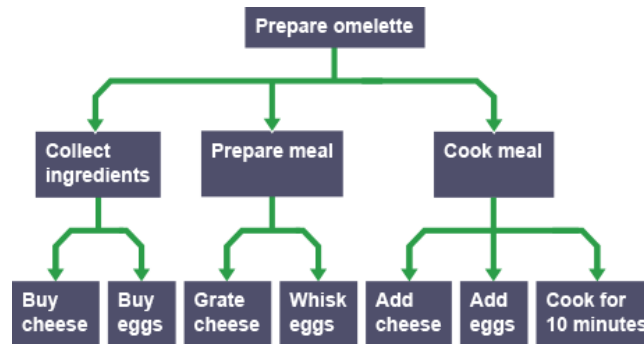 Prepare omelette
Collect
ingredients
Prepare meal
Cook meal
Buy
cheese
Buy
eggs
Grate
cheese
Whisk
eggs
Add
cheese
Add
eggs
Cook for
10 minutes